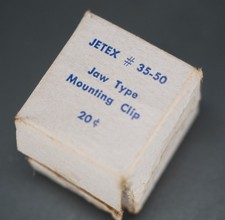 JETEX # 35-50
Jaw Type
Mounting Clip
20¢